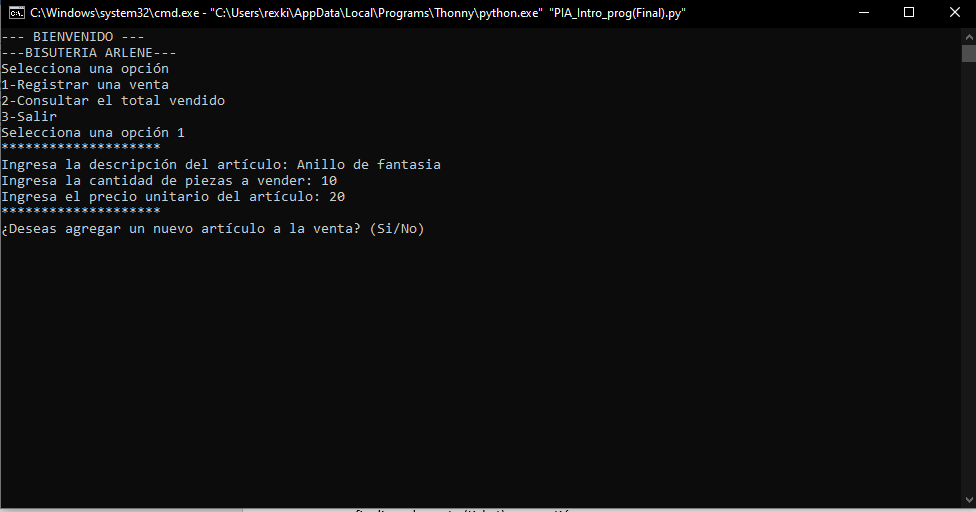 C:\Windows\system32\cmd.exe - "C:\Users\rexki\AppData\Local\Programs\Thonny\python.exe" "PIA_Intro_prog(Final).py"
--- BIENVENIDO ---
---BISUTERIA ARLENE---
Selecciona una opción
1-Registrar una venta
2-Consultar el total vendido
3-Salir
Selecciona una opción 1
********************
Ingresa la descripción del artículo: Anillo de fantasia
Ingresa la cantidad de piezas a vender: 10
Ingresa el precio unitario del artículo: 20
********************
¿Deseas agregar un nuevo artículo a la venta? (Si/No)